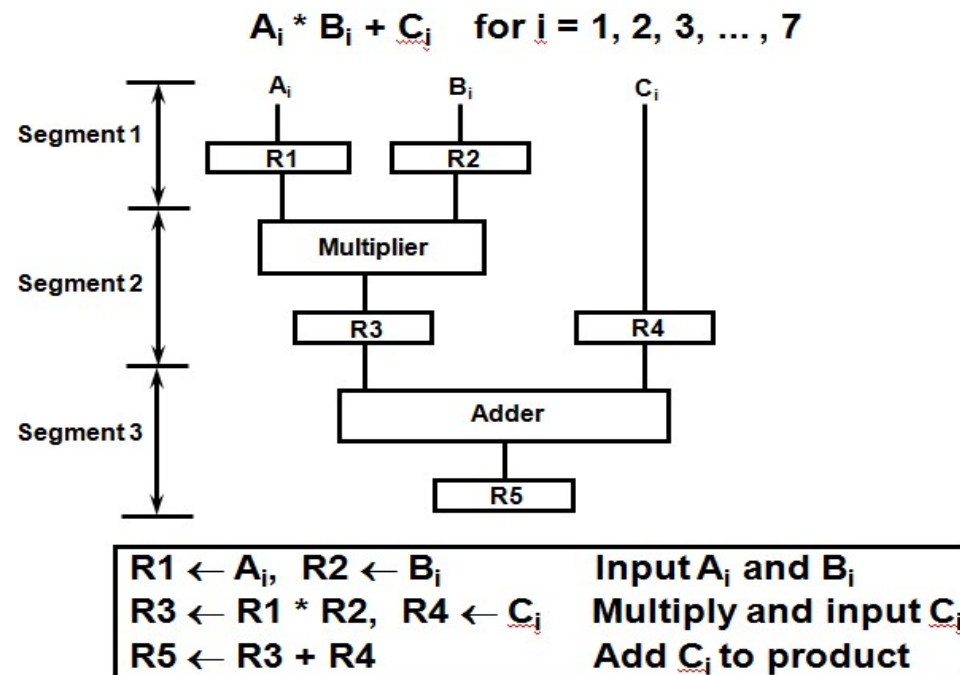 Aᵢ * Bᵢ + Cᵢ for i = 1, 2, 3, ... , 7
Aᵢ Bᵢ Cᵢ
Segment 1
R1 R2
Multiplier
Segment 2
R3 R4
Adder
Segment 3
R5
R1 ← Aᵢ, R2 ← Bᵢ Input Aᵢ and Bᵢ
R3 ← R1 * R2, R4 ← Cᵢ Multiply and input Cᵢ
R5 ← R3 + R4 Add Cᵢ to product